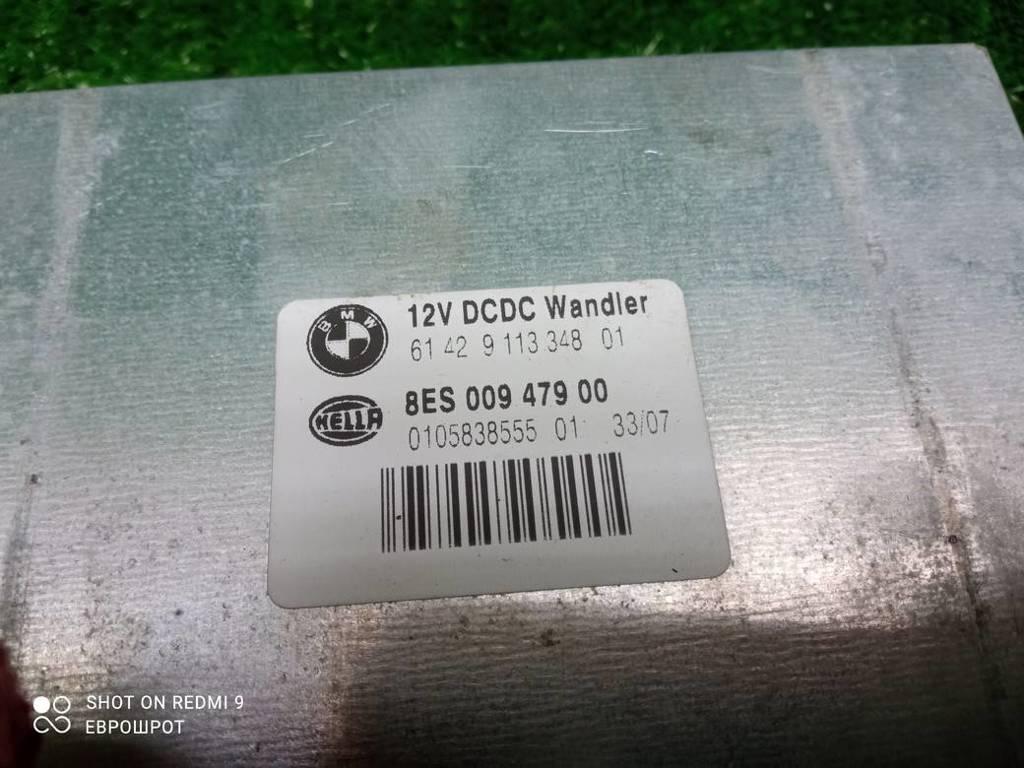 BMW
12V DCDC Wandler
61 42 9 113 348 01
HELLA
8ES 009 479 00
0105838555 01 33/07
SHOT ON REDMI 9
ЕВРОШРОТ